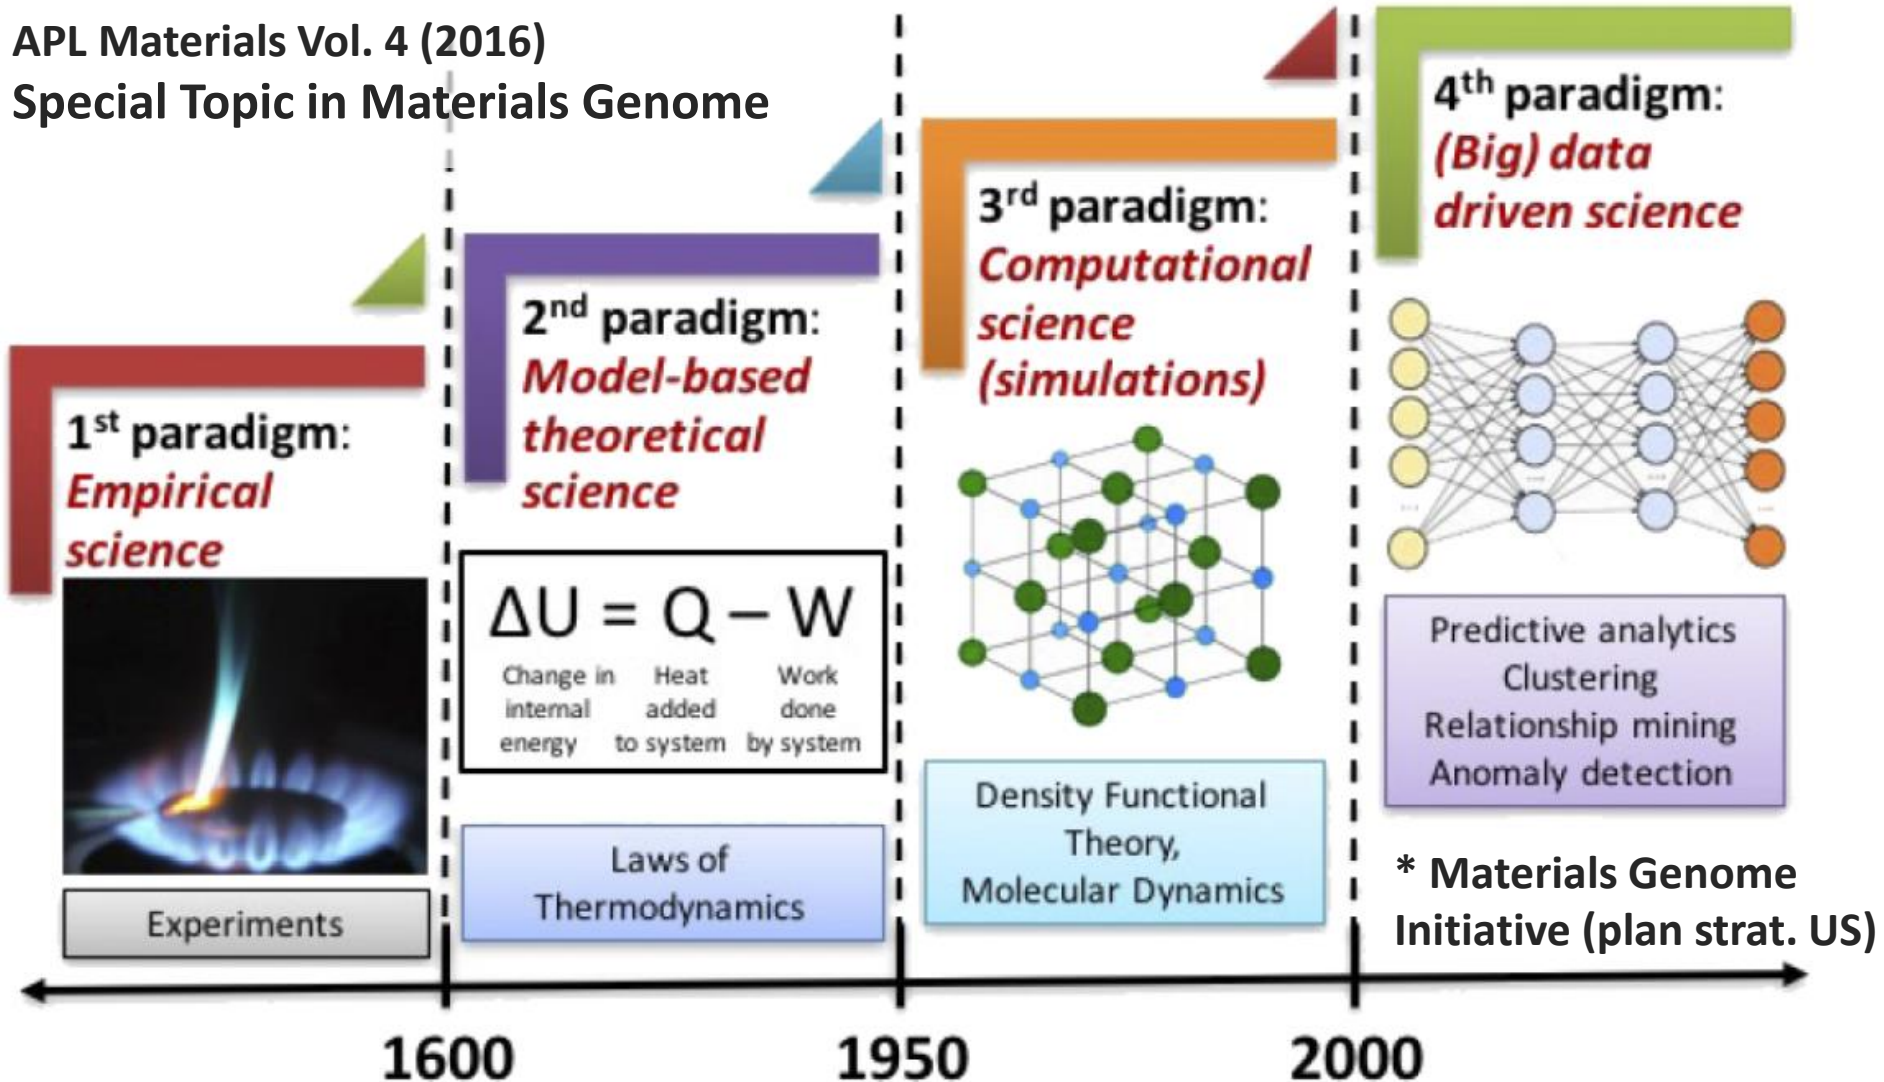 APL Materials Vol. 4 (2016)
Special Topic in Materials Genome
1st paradigm:
Empirical
science
Experiments
2nd paradigm:
Model-based
theoretical
science
ΔU = Q – W
Change in internal energy
Heat added to system
Work done by system
Laws of
Thermodynamics
3rd paradigm:
Computational
science
(simulations)
Density Functional
Theory,
Molecular Dynamics
4th paradigm:
(Big) data
driven science
Predictive analytics
Clustering
Relationship mining
Anomaly detection
* Materials Genome
Initiative (plan strat. US)
1600
1950
2000